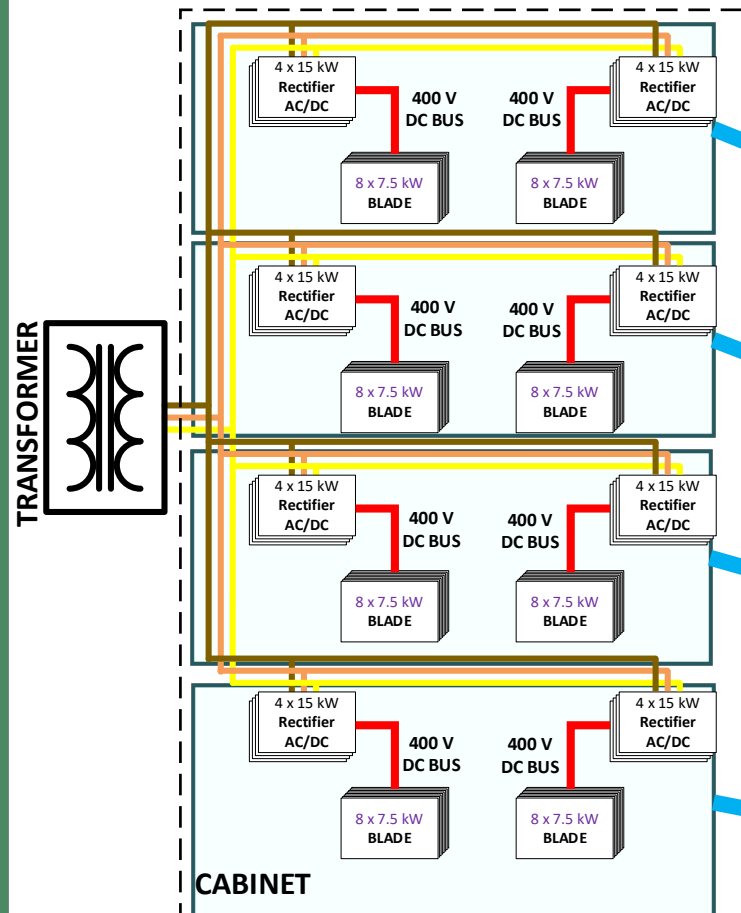 4 x 15 kW
Rectifier
AC/DC
400 V
DC BUS
8 x 7.5 kW
BLADE
400 V
DC BUS
4 x 15 kW
Rectifier
AC/DC
8 x 7.5 kW
BLADE
4 x 15 kW
Rectifier
AC/DC
400 V
DC BUS
8 x 7.5 kW
BLADE
400 V
DC BUS
4 x 15 kW
Rectifier
AC/DC
8 x 7.5 kW
BLADE
TRANSFORMER
4 x 15 kW
Rectifier
AC/DC
400 V
DC BUS
8 x 7.5 kW
BLADE
400 V
DC BUS
4 x 15 kW
Rectifier
AC/DC
8 x 7.5 kW
BLADE
4 x 15 kW
Rectifier
AC/DC
400 V
DC BUS
8 x 7.5 kW
BLADE
400 V
DC BUS
4 x 15 kW
Rectifier
AC/DC
8 x 7.5 kW
BLADE
CABINET